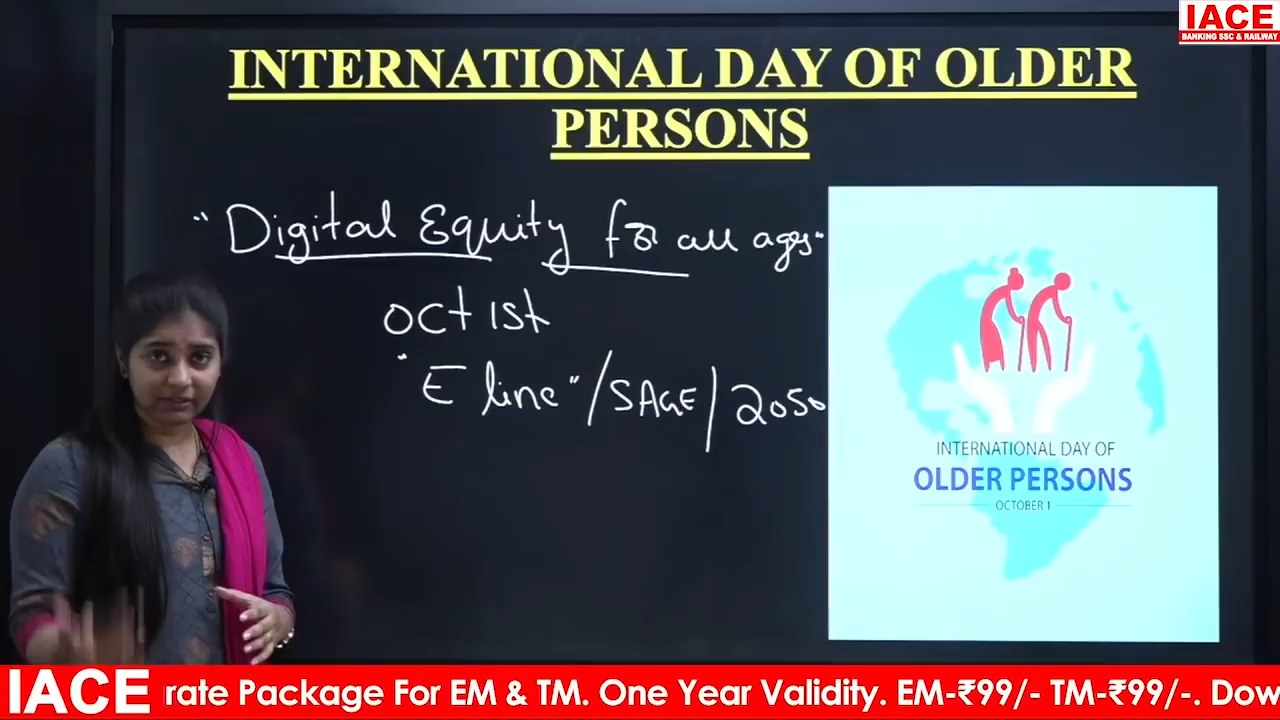 IACE
BANKING SSC & RAILWAY
INTERNATIONAL DAY OF OLDER
PERSONS
"Digital Equity for all ages"
Oct 1st
"E line"/SAGE/2050
INTERNATIONAL DAY OF
OLDER PERSONS
OCTOBER 1
IACE rate Package For EM & TM. One Year Validity. EM-₹99/- TM-₹99/-. Dow